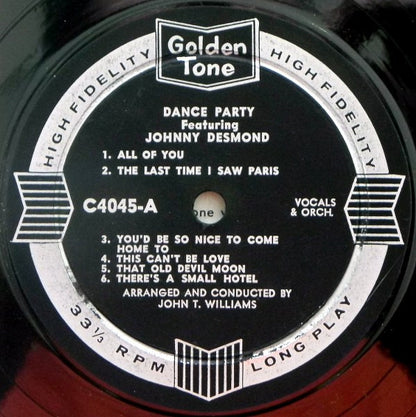 Golden
Tone
HIGH FIDELITY
HIGH FIDELITY
DANCE PARTY
Featuring
JOHNNY DESMOND
1. ALL OF YOU
2. THE LAST TIME I SAW PARIS
C4045-A
one
VOCALS
& ORCH.
3. YOU'D BE SO NICE TO COME
HOME TO
4. THIS CAN'T BE LOVE
5. THAT OLD DEVIL MOON
6. THERE'S A SMALL HOTEL
ARRANGED AND CONDUCTED BY
JOHN T. WILLIAMS
33⅓ RPM
LONG PLAY